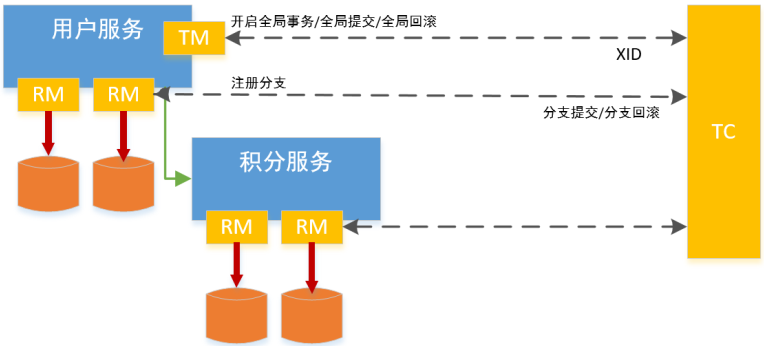 用户服务
TM
开启全局事务/全局提交/全局回滚
XID
RM
RM
注册分支
分支提交/分支回滚
TC
积分服务
RM
RM